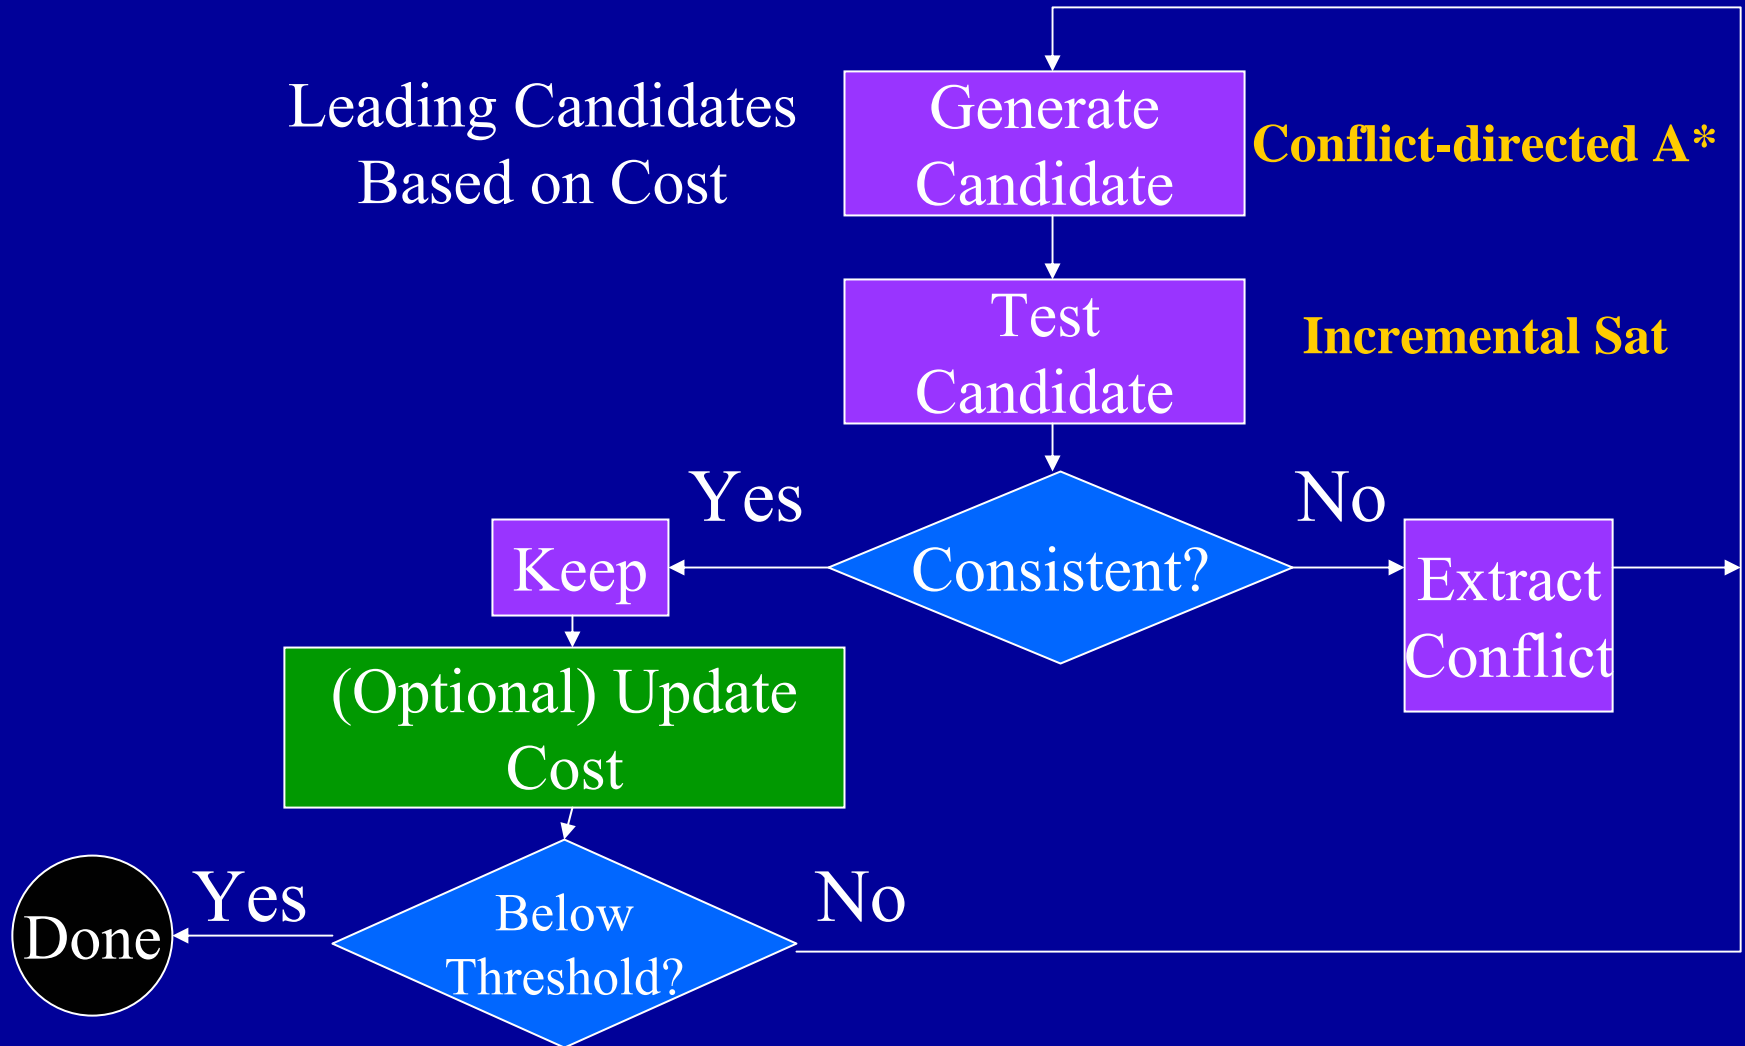 Leading Candidates
Based on Cost
Generate
Candidate
Conflict-directed A*
Test
Candidate
Incremental Sat
Yes
No
Keep
Consistent?
Extract
Conflict
(Optional) Update
Cost
Done
Yes
Below
Threshold?
No